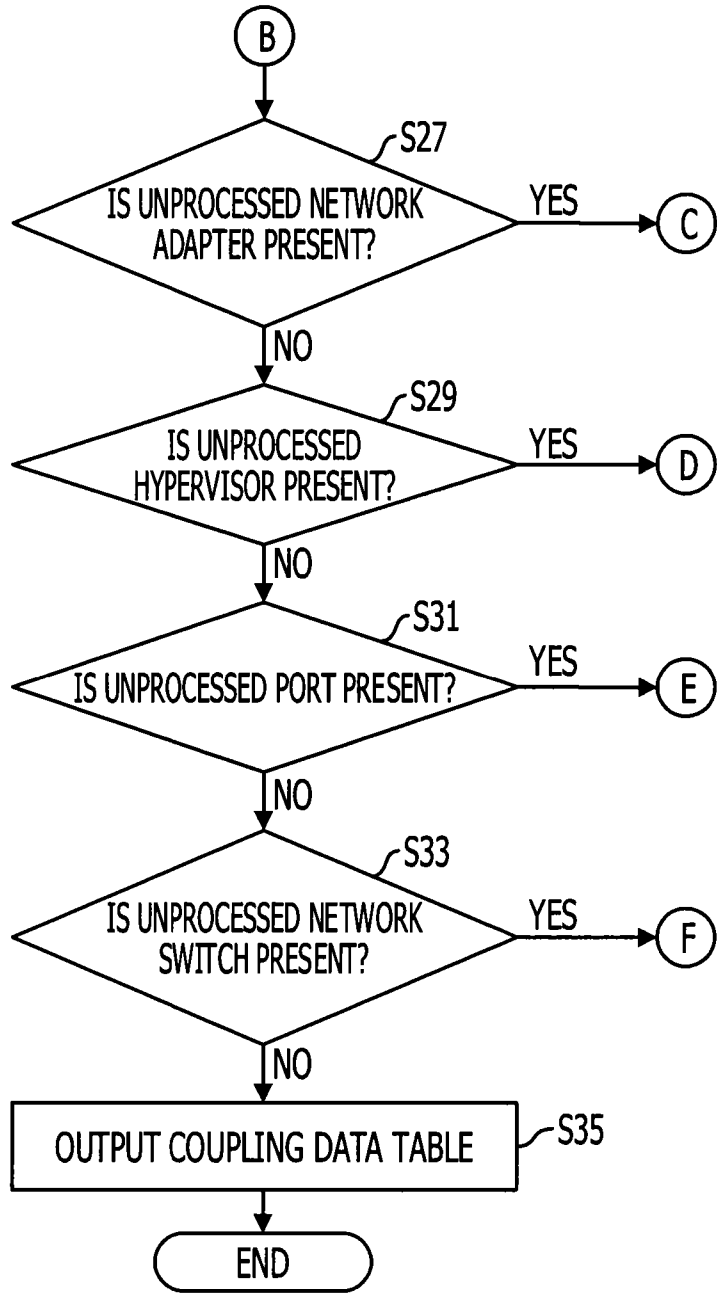 B
S27
IS UNPROCESSED NETWORK
ADAPTER PRESENT?
YES
C
NO
S29
IS UNPROCESSED
HYPERVISOR PRESENT?
YES
D
NO
S31
IS UNPROCESSED PORT PRESENT?
YES
E
NO
S33
IS UNPROCESSED NETWORK
SWITCH PRESENT?
YES
F
NO
OUTPUT COUPLING DATA TABLE
S35
END